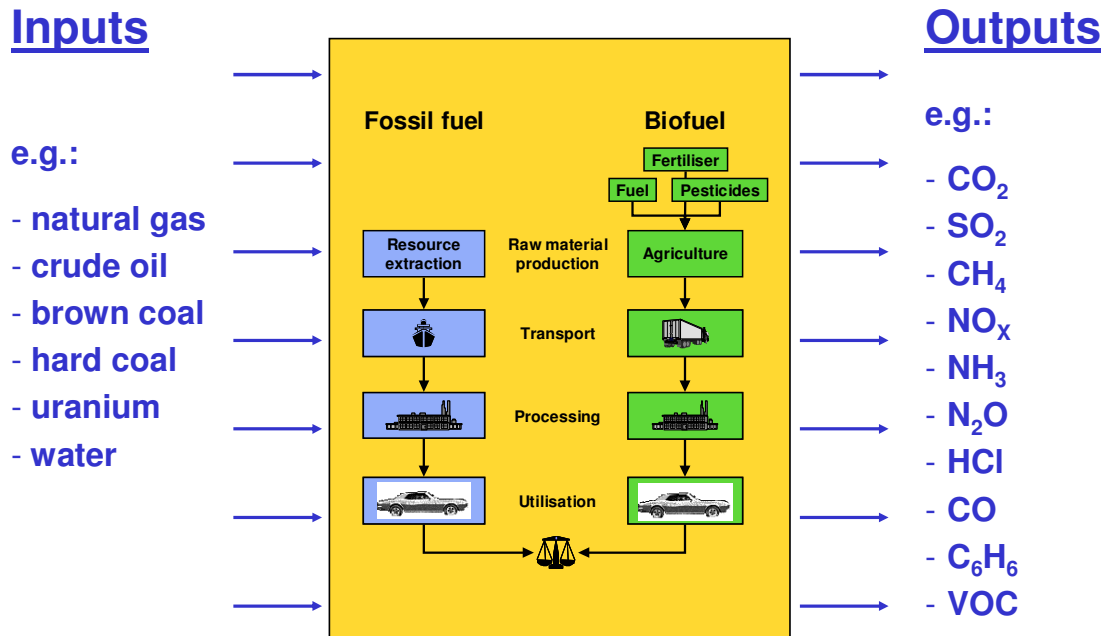 Inputs
e.g.:
- natural gas
- crude oil
- brown coal
- hard coal
- uranium
- water
Fossil fuel
Biofuel
Fertiliser
Fuel
Pesticides
Resource
extraction
Raw material
production
Agriculture
Transport
Processing
Utilisation
Outputs
e.g.:
- CO₂
- SO₂
- CH₄
- NOₓ
- NH₃
- N₂O
- HCl
- CO
- C₆H₆
- VOC